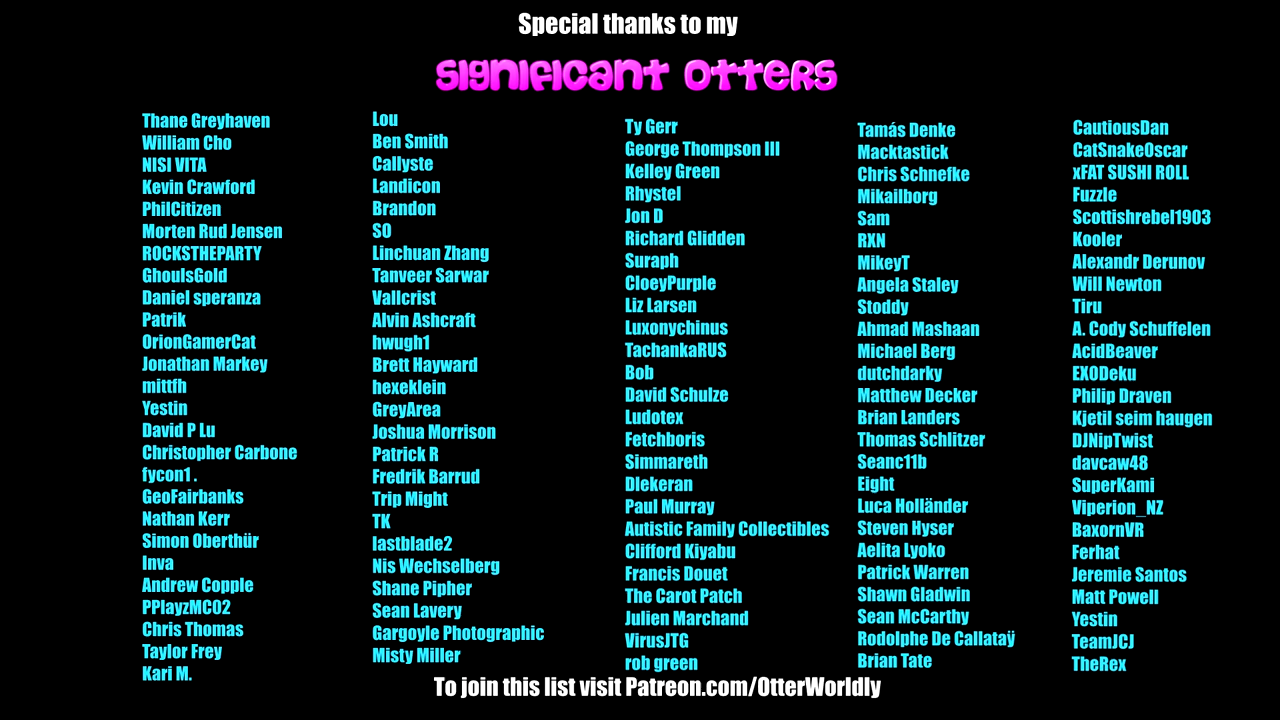 Special thanks to my
Significant Otters
Thane Greyhaven
William Cho
NISI VITA
Kevin Crawford
PhilCitizen
Morten Rud Jensen
ROCKSTHEPARTY
GhoulsGold
Daniel speranza
Patrik
OrionGamerCat
Jonathan Markey
mittfh
Yestin
David P Lu
Christopher Carbone
fycon1 .
GeoFairbanks
Nathan Kerr
Simon Oberthür
Inva
Andrew Copple
PPlayzMC02
Chris Thomas
Taylor Frey
Kari M.
Lou
Ben Smith
Callyste
Landicon
Brandon
SO
Linchuan Zhang
Tanveer Sarwar
Vallcrist
Alvin Ashcraft
hwugh1
Brett Hayward
hexeklein
GreyArea
Joshua Morrison
Patrick R
Fredrik Barrud
Trip Might
TK
lastblade2
Nis Wechselberg
Shane Pipher
Sean Lavery
Gargoyle Photographic
Misty Miller
Ty Gerr
George Thompson III
Kelley Green
Rhystel
Jon D
Richard Glidden
Suraph
CloeyPurple
Liz Larsen
Luxonychinus
TachankaRUS
Bob
David Schulze
Ludotex
Fetchboris
Simmareth
Dlekeran
Paul Murray
Autistic Family Collectibles
Clifford Kiyabu
Francis Douet
The Carot Patch
Julien Marchand
VirusJTG
rob green
Tamás Denke
Macktastick
Chris Schnefke
Mikailborg
Sam
RXN
MikeyT
Angela Staley
Stoddy
Ahmad Mashaan
Michael Berg
dutchdarky
Matthew Decker
Brian Landers
Thomas Schlitzer
Seanc11b
Eight
Luca Holländer
Steven Hyser
Aelita Lyoko
Patrick Warren
Shawn Gladwin
Sean McCarthy
Rodolphe De Callataÿ
Brian Tate
CautiousDan
CatSnakeOscar
xFAT SUSHI ROLL
Fuzzle
Scottishrebel1903
Kooler
Alexandr Derunov
Will Newton
Tiru
A. Cody Schuffelen
AcidBeaver
EXODeku
Philip Draven
Kjetil seim haugen
DJNipTwist
davcaw48
SuperKami
Viperion_NZ
BaxornVR
Ferhat
Jeremie Santos
Matt Powell
Yestin
TeamJCJ
TheRex
To join this list visit Patreon.com/OtterWorldly